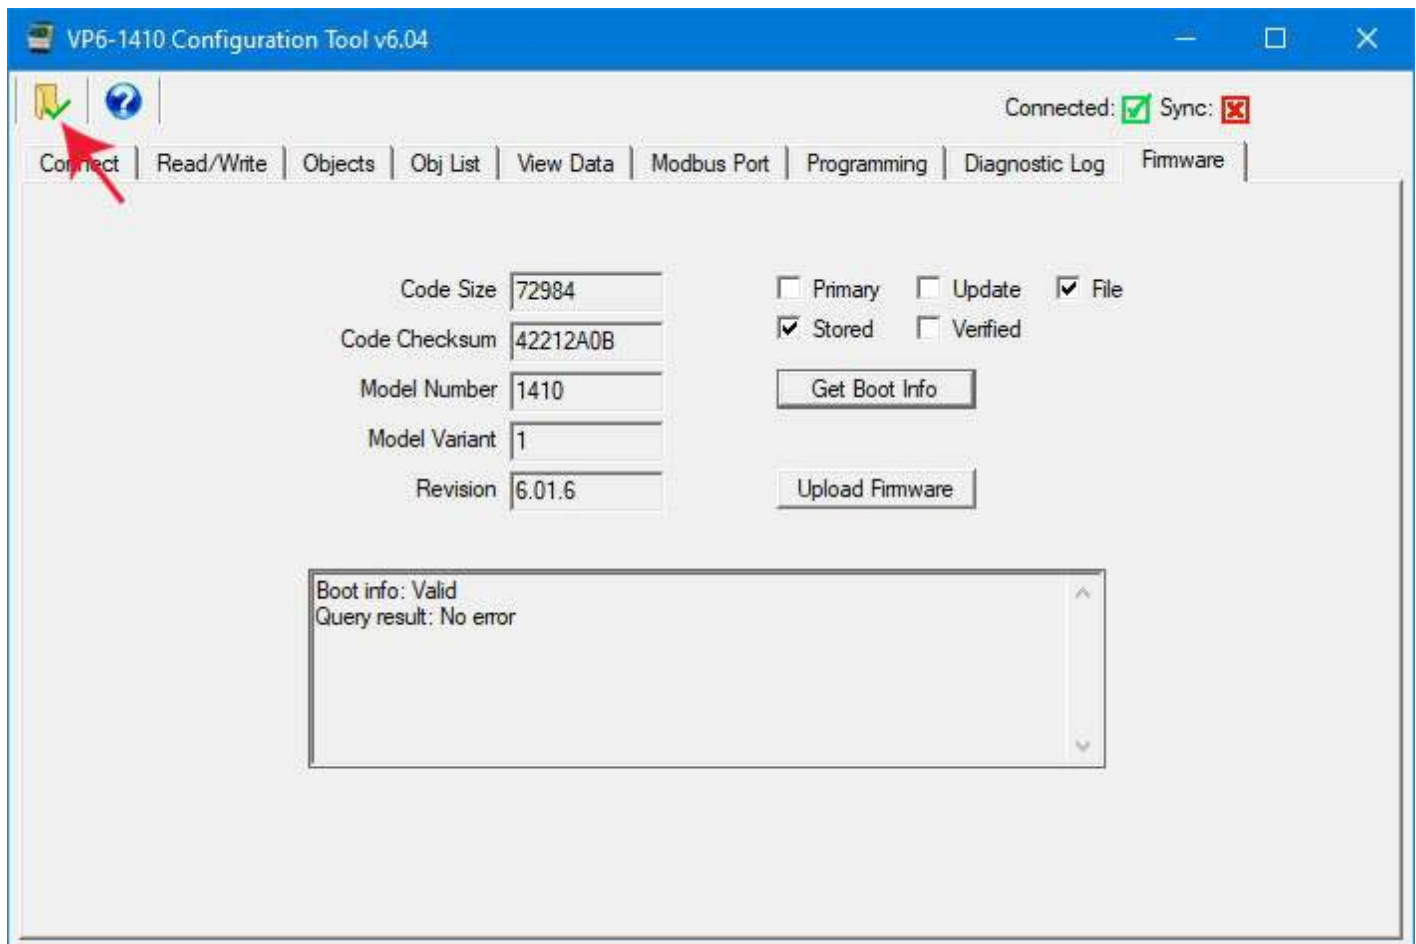 VP6-1410 Configuration Tool v6.04
Connected: Sync:
Connect Read/Write Objects Obj List View Data Modbus Port Programming Diagnostic Log Firmware
Code Size 72984 Primary Update File
Code Checksum 42212A0B Stored Verified
Model Number 1410 Get Boot Info
Model Variant 1
Revision 6.01.6 Upload Firmware
Boot info: Valid
Query result: No error